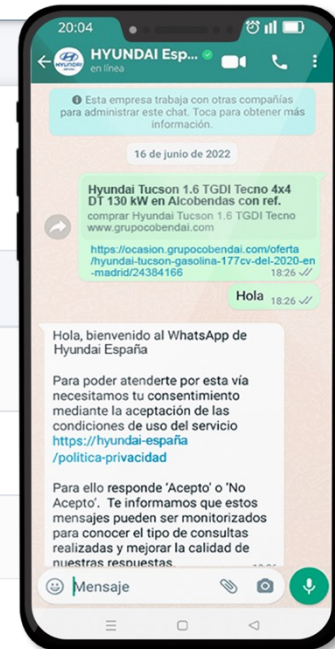 20:04
HYUNDAI Esp...
en línea
Esta empresa trabaja con otras compañías
para administrar este chat. Toca para obtener más
información.
16 de junio de 2022
Hyundai Tucson 1.6 TGDI Tecno 4x4
DT 130 kW en Alcobendas con ref.
comprar Hyundai Tucson 1.6 TGDI Tecno
www.grupocobendai.com
https://ocasion.grupocobendai.com/oferta
/hyundai-tucson-gasolina-177cv-del-2020-en
-madrid/24384166
18:26
Hola 18:26
Hola, bienvenido al WhatsApp de
Hyundai España
Para poder atenderte por esta vía
necesitamos tu consentimiento
mediante la aceptación de las
condiciones de uso del servicio
https://hyundai-españa
/politica-privacidad
Para ello responde 'Acepto' o 'No
Acepto'. Te informamos que estos
mensajes pueden ser monitorizados
para conocer el tipo de consultas
realizadas y mejorar la calidad de
nuestras respuestas.
Mensaje